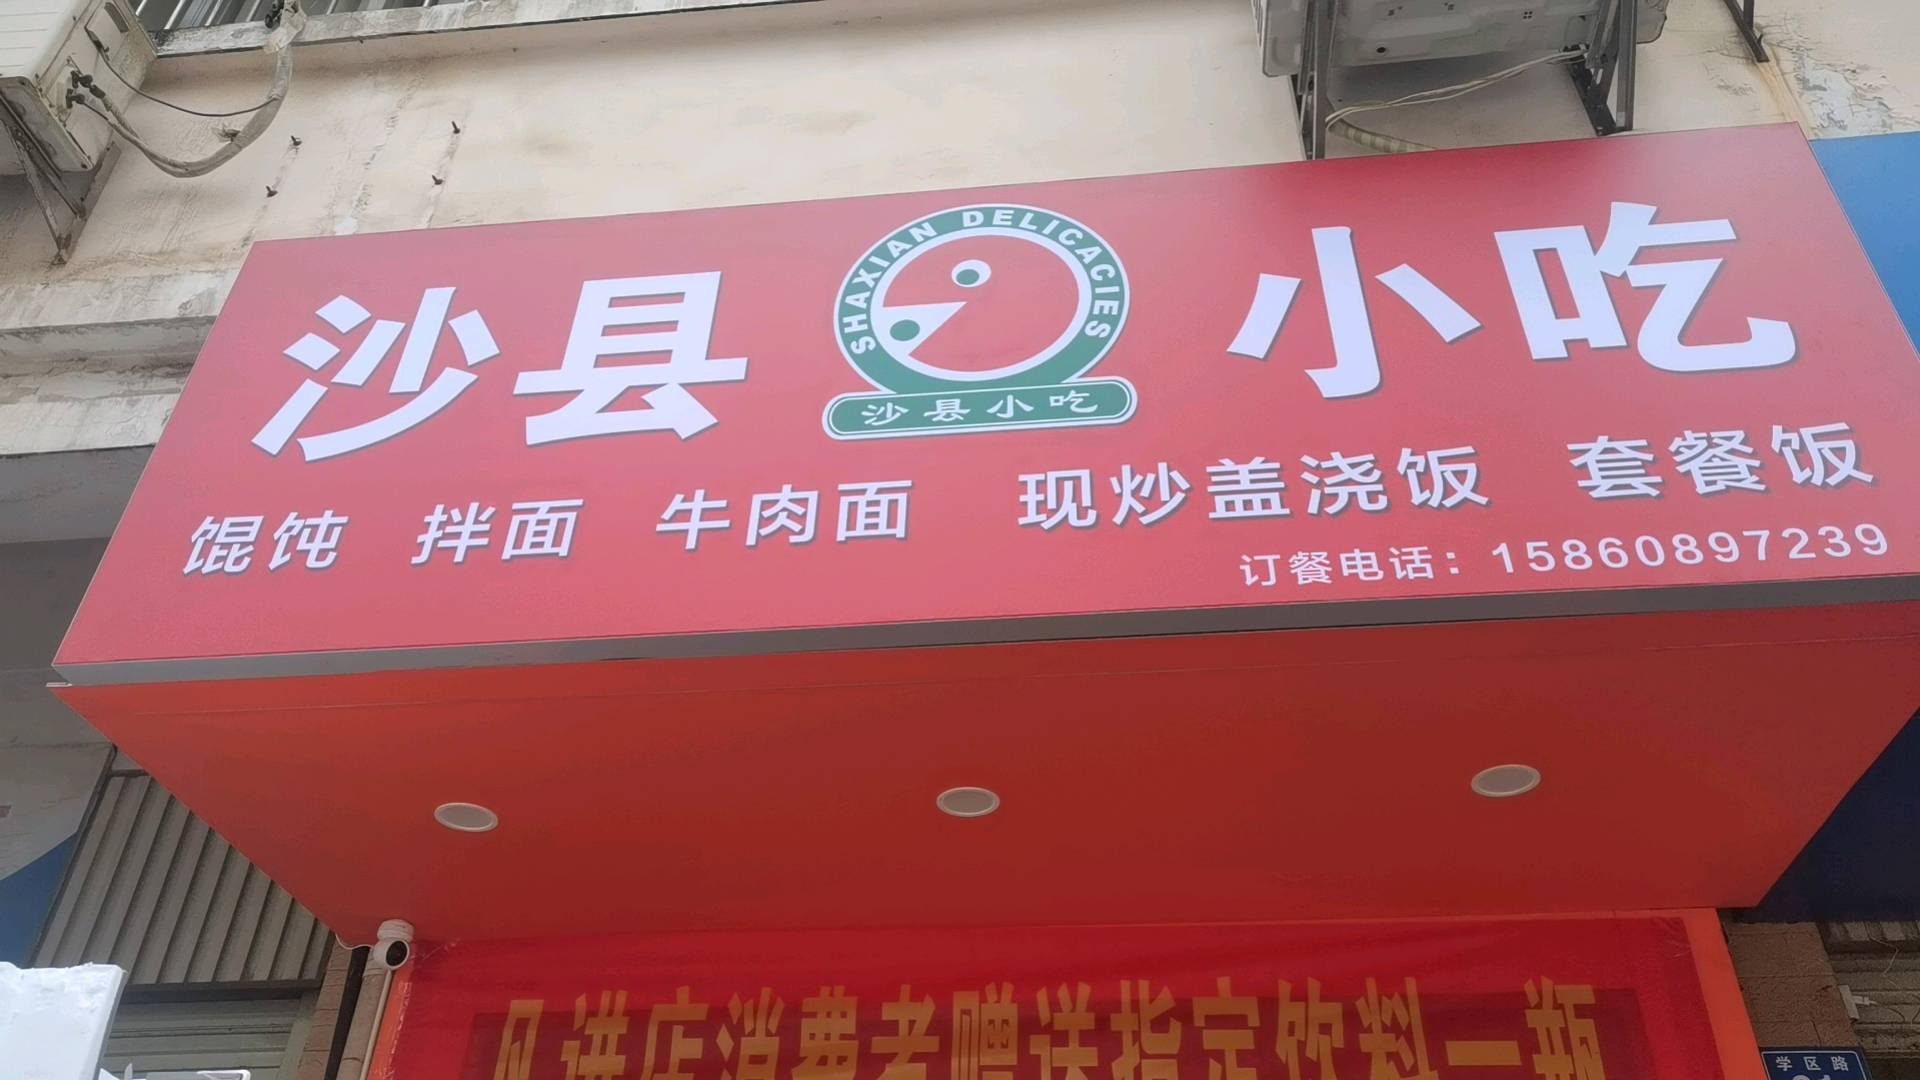 沙县 小吃
SHAXIAN DELICACIES
沙县小吃
馄饨 拌面 牛肉面 现炒盖浇饭 套餐饭
订餐电话：15860897239
凡进店消费者赠送指定饮料一瓶
学区路